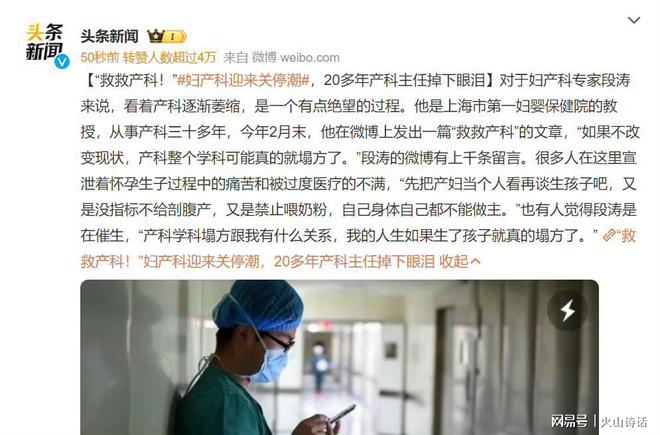 头条
新闻
头条新闻 I
50秒前 转赞人数超过4万 来自 微博 weibo.com
【“救救产科！”#妇产科迎来关停潮#，20多年产科主任掉下眼泪】对于妇产科专家段涛
来说，看着产科逐渐萎缩，是一个有点绝望的过程。他是上海市第一妇婴保健院的教
授，从事产科三十多年，今年2月末，他在微博上发出一篇“救救产科”的文章，“如果不改
变现状，产科整个学科可能真的就塌方了。”段涛的微博有上千条留言。很多人在这里宣
泄着怀孕生子过程中的痛苦和被过度医疗的不满，“先把产妇当个人看再谈生孩子吧，又
是没指标不给剖腹产，又是禁止喂奶粉，自己身体自己都不能做主。”也有人觉得段涛是
在催生，“产科学科塌方跟我有什么关系，我的人生如果生了孩子就真的塌方了。” “救
救产科！”妇产科迎来关停潮，20多年产科主任掉下眼泪 收起
网易号 | 火山诗话